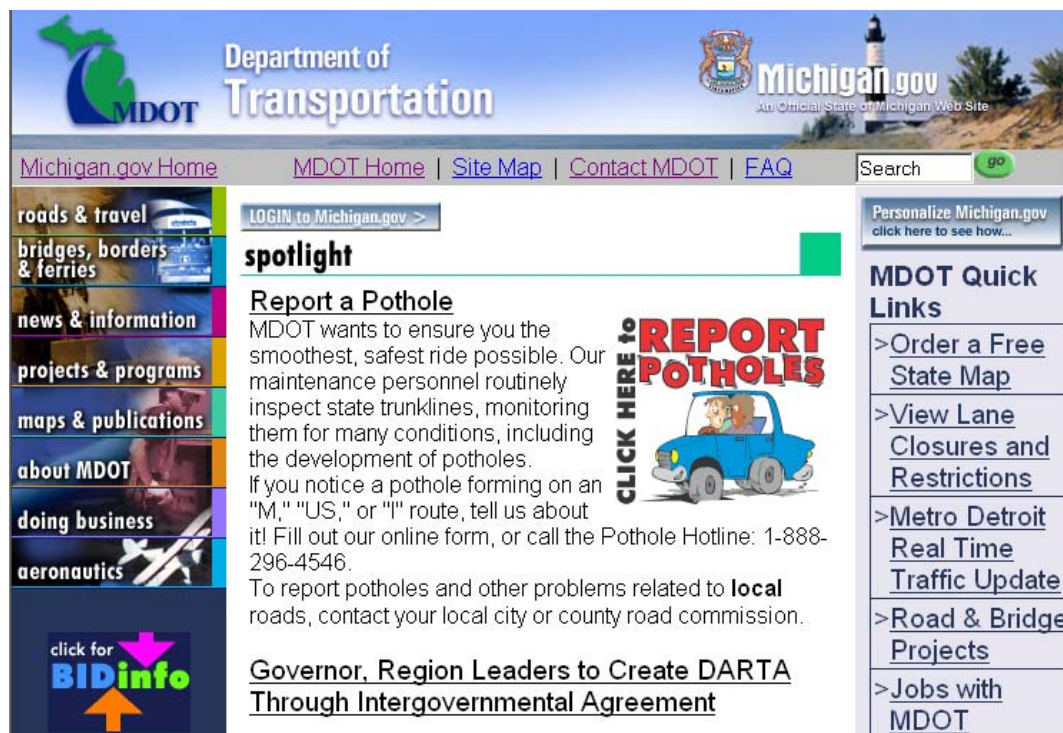 MDOT
Department of
Transportation
Michigan.gov
An Official State of Michigan Web Site
Michigan.gov Home
MDOT Home | Site Map | Contact MDOT | FAQ
Search
go
roads & travel
bridges, borders
& ferries
news & information
projects & programs
maps & publications
about MDOT
doing business
aeronautics
click for
BIDinfo
LOGIN to Michigan.gov >
spotlight
Report a Pothole
MDOT wants to ensure you the
smoothest, safest ride possible. Our
maintenance personnel routinely
inspect state trunklines, monitoring
them for many conditions, including
the development of potholes.
If you notice a pothole forming on an
"M," "US," or "I" route, tell us about
it! Fill out our online form, or call the Pothole Hotline: 1-888-
296-4546.
To report potholes and other problems related to local
roads, contact your local city or county road commission.
CLICK HERE to
REPORT
POTHOLES
Governor, Region Leaders to Create DARTA
Through Intergovernmental Agreement
Personalize Michigan.gov
click here to see how...
MDOT Quick
Links
>Order a Free
State Map
>View Lane
Closures and
Restrictions
>Metro Detroit
Real Time
Traffic Update
>Road & Bridge
Projects
>Jobs with
MDOT